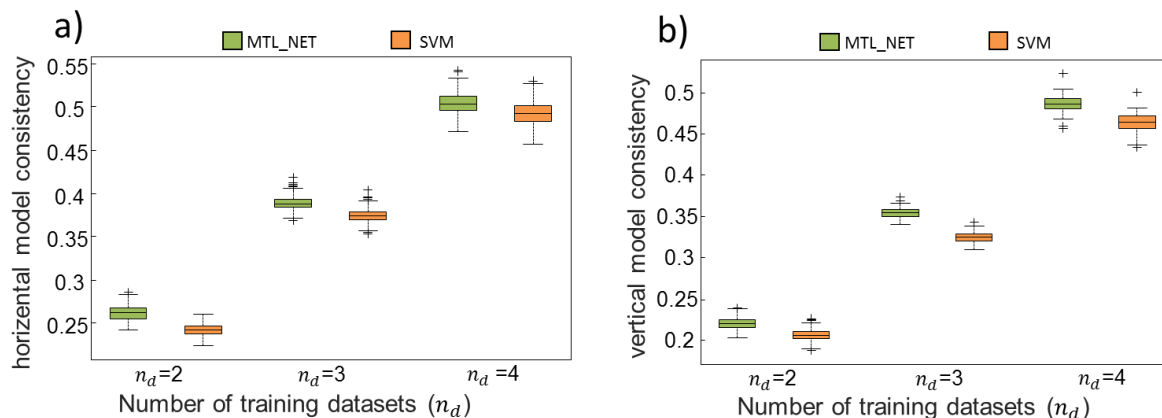 a)
MTL_NET SVM
horizental model consistency
0.55
0.5
0.45
0.4
0.35
0.3
0.25
n_d=2 n_d=3 n_d=4
Number of training datasets (n_d)
b)
MTL_NET SVM
vertical model consistency
0.5
0.45
0.4
0.35
0.3
0.25
0.2
n_d=2 n_d=3 n_d=4
Number of training datasets (n_d)